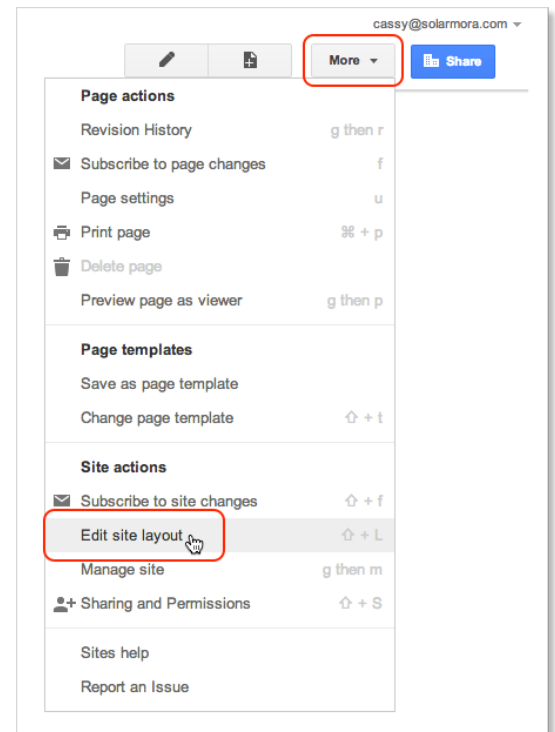 cassy@solarmora.com
More Share
Page actions
Revision History g then r
Subscribe to page changes f
Page settings u
Print page ⌘ + p
Delete page
Preview page as viewer g then p
Page templates
Save as page template
Change page template ⇧ + t
Site actions
Subscribe to site changes ⇧ + f
Edit site layout ⇧ + L
Manage site g then m
Sharing and Permissions ⇧ + S
Sites help
Report an Issue